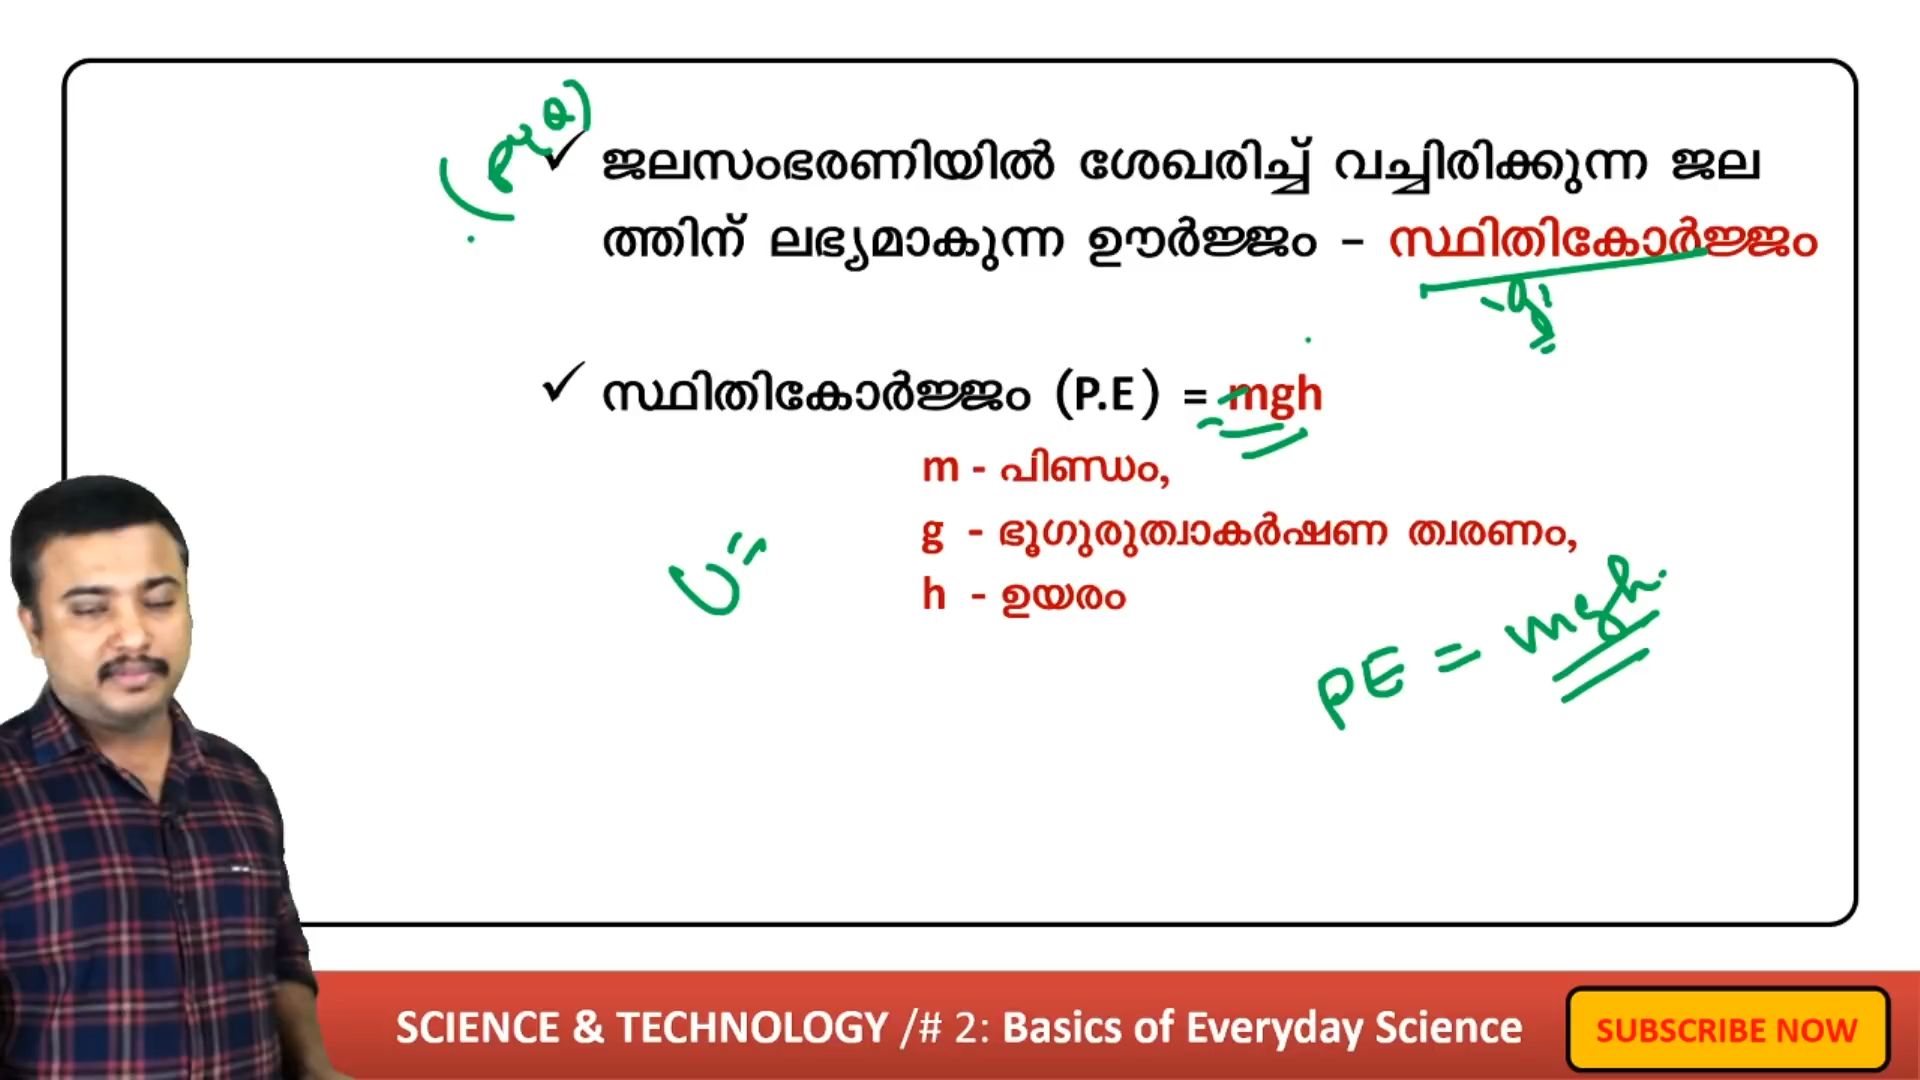 ✓ ജലസംഭരണിയിൽ ശേഖരിച്ച് വച്ചിരിക്കുന്ന ജല
ത്തിന് ലഭ്യമാകുന്ന ഊർജ്ജം – സ്ഥിതികോർജ്ജം
✓ സ്ഥിതികോർജ്ജം (P.E) = mgh
m - പിണ്ഡം,
g - ഭൂഗുരുത്വാകർഷണ ത്വരണം,
h - ഉയരം
U =
PE = mgh
SCIENCE & TECHNOLOGY /# 2: Basics of Everyday Science
SUBSCRIBE NOW